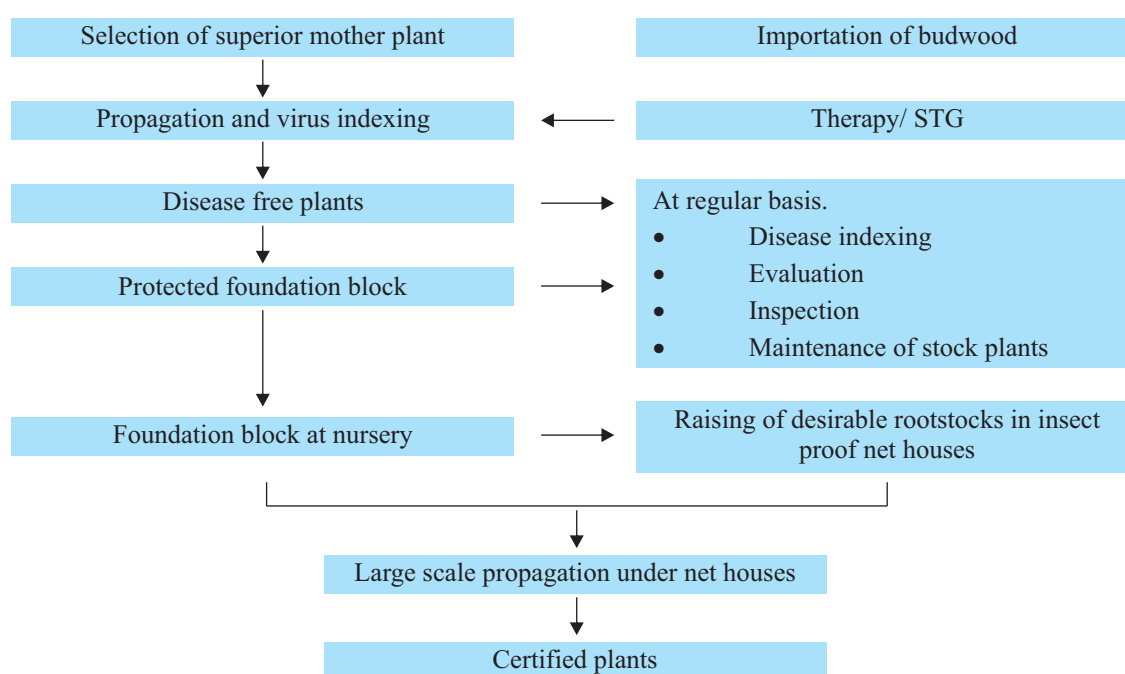 Selection of superior mother plant
Importation of budwood
Propagation and virus indexing
Therapy/ STG
Disease free plants
At regular basis.
• Disease indexing
• Evaluation
• Inspection
• Maintenance of stock plants
Protected foundation block
Foundation block at nursery
Raising of desirable rootstocks in insect
proof net houses
Large scale propagation under net houses
Certified plants